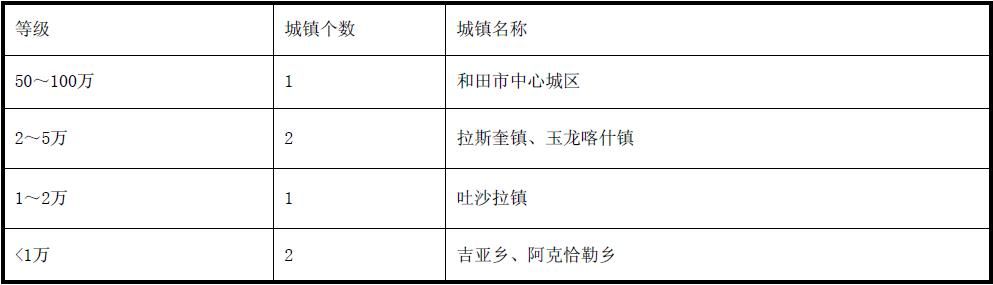 等级 城镇个数 城镇名称
50～100万 1 和田市中心城区
2～5万 2 拉斯奎镇、玉龙喀什镇
1～2万 1 吐沙拉镇
<1万 2 吉亚乡、阿克恰勒乡